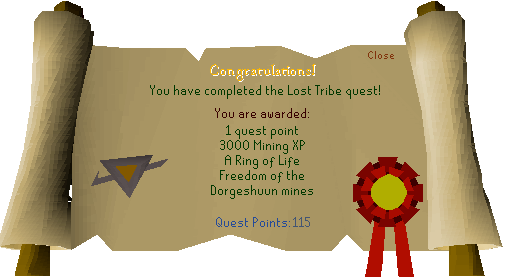 Close
Congratulations!
You have completed the Lost Tribe quest!
You are awarded:
1 quest point
3000 Mining XP
A Ring of Life
Freedom of the
Dorgeshuun mines
Quest Points: 115